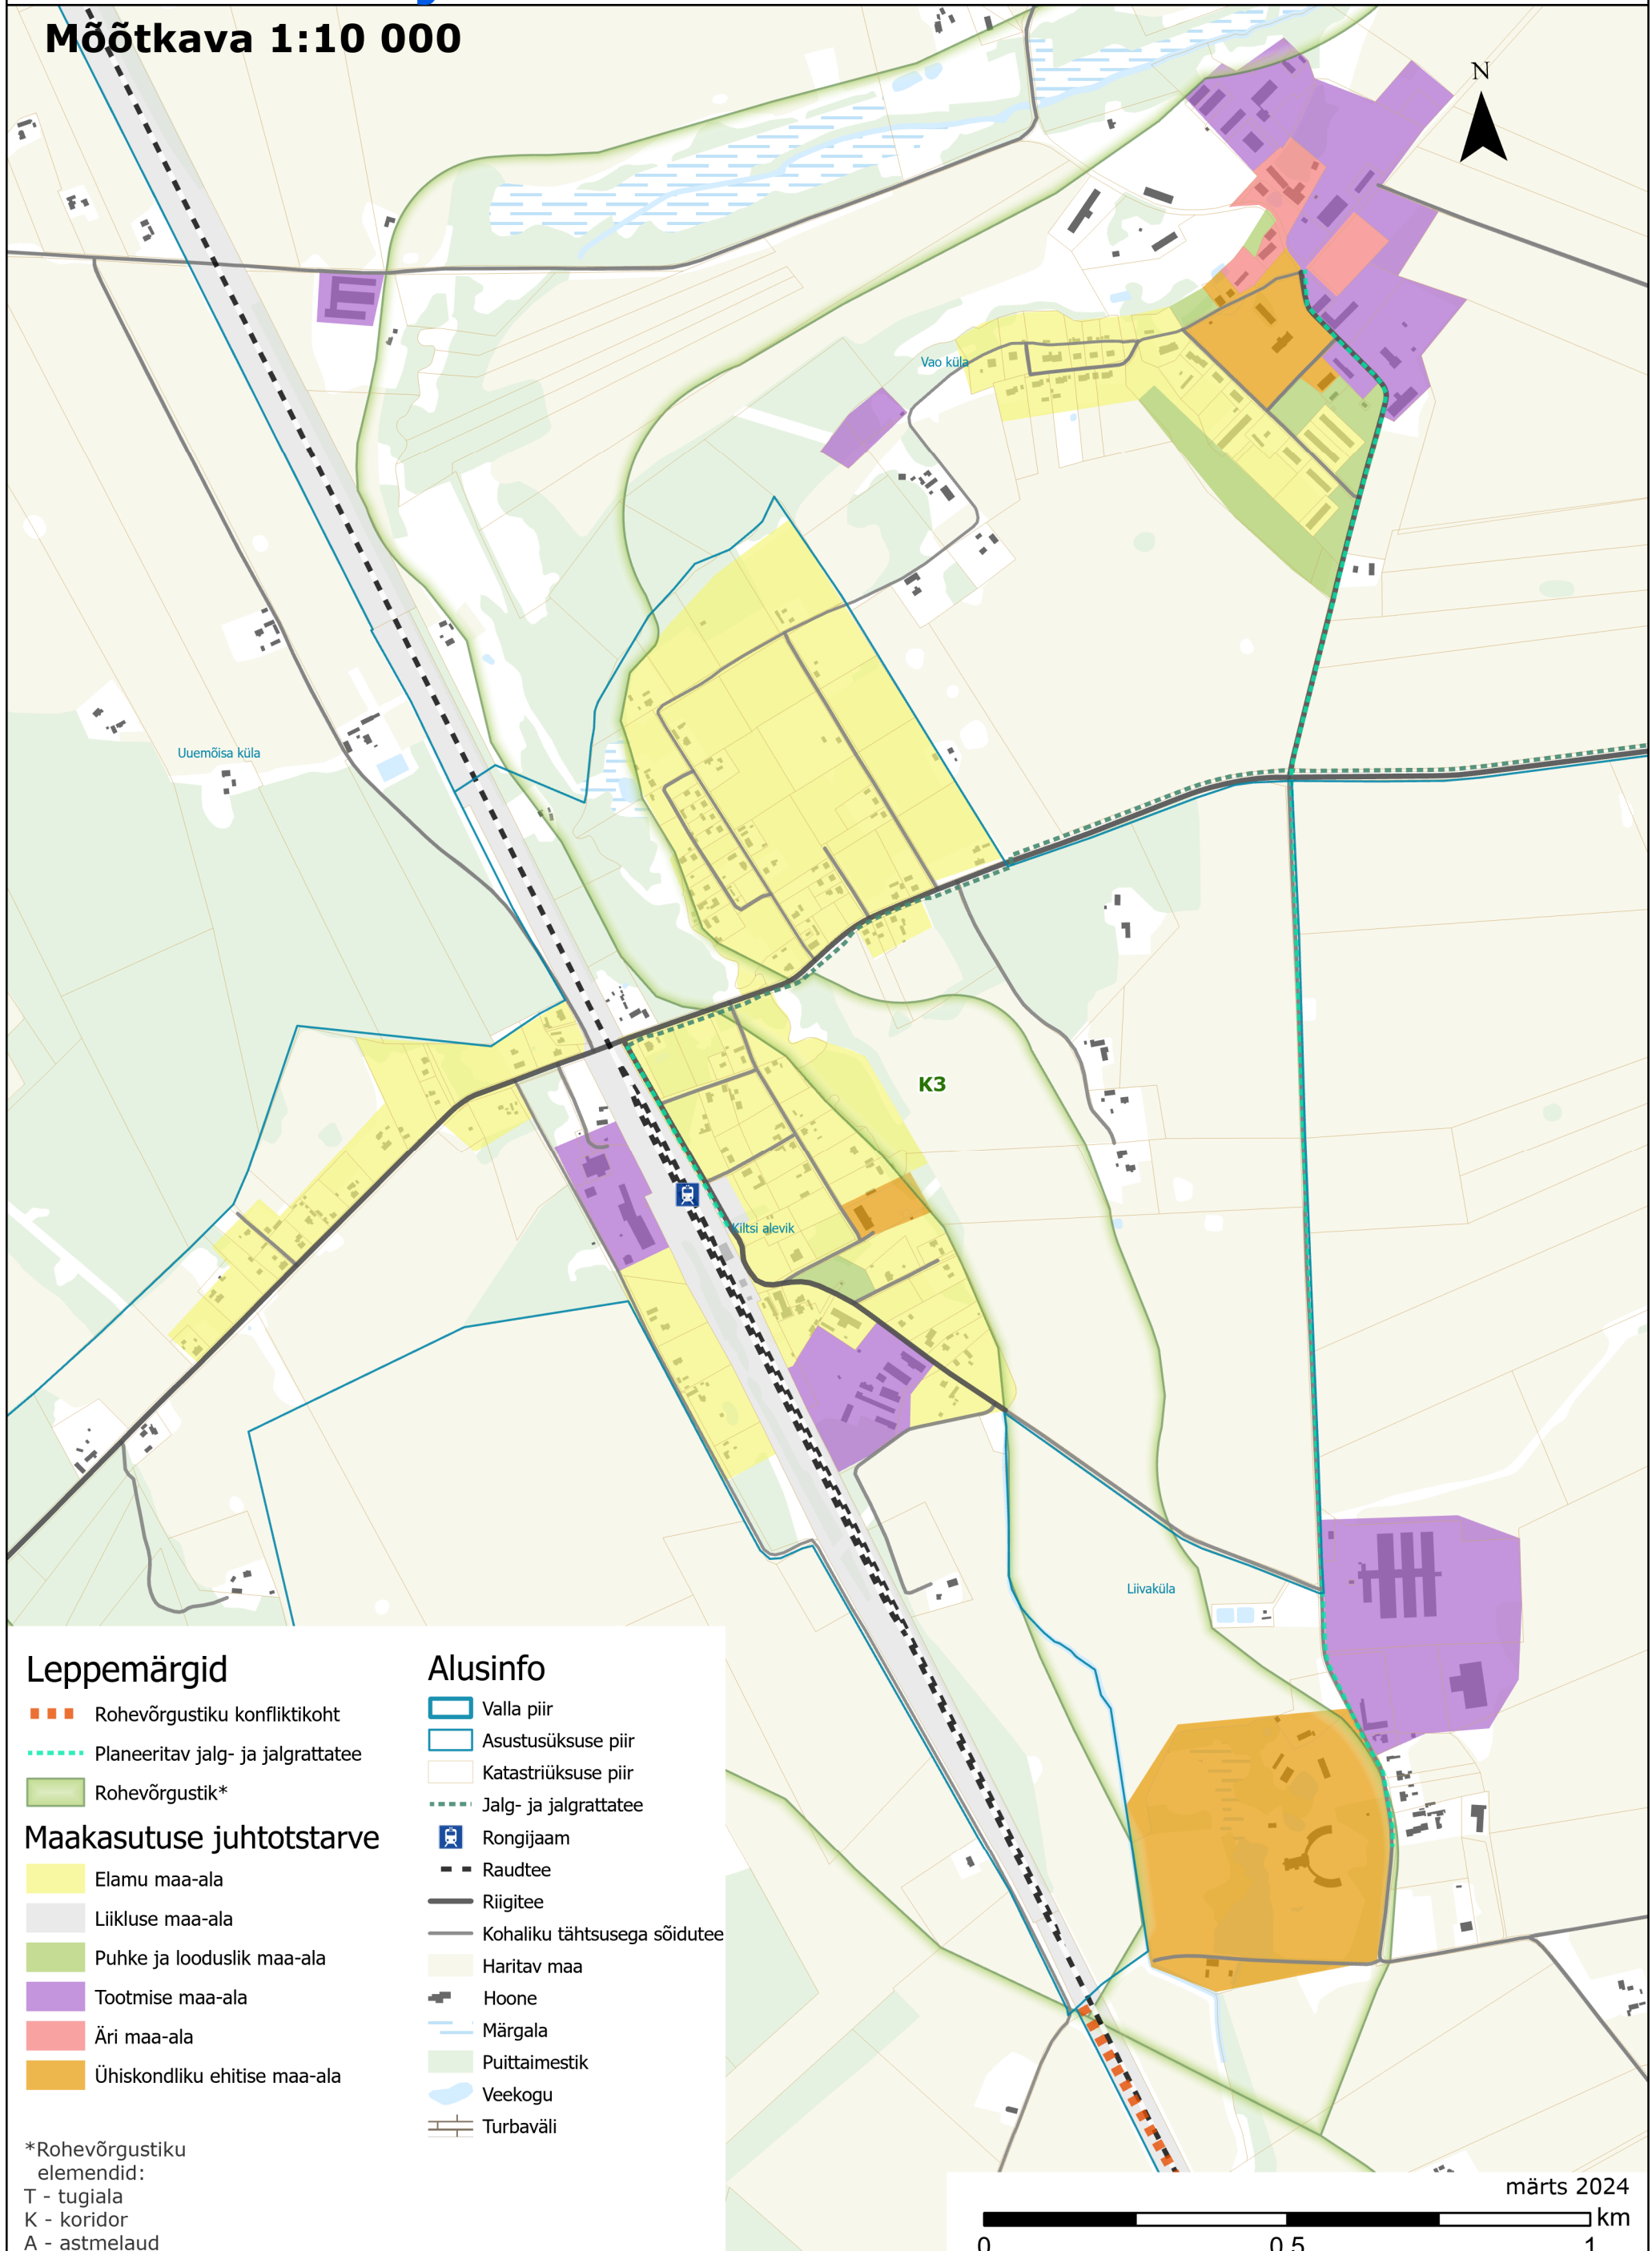 Mõõtkava 1:10 000
N
Vao küla
Uuemõisa küla
K3
Kiltsi alevik
Liivaküla
Leppemärgid
Rohevõrgustiku konfliktikoht
Planeeritav jalg- ja jalgrattatee
Rohevõrgustik*
Maakasutuse juhtotstarve
Elamu maa-ala
Liikluse maa-ala
Puhke ja looduslik maa-ala
Tootmise maa-ala
Äri maa-ala
Ühiskondliku ehitise maa-ala
*Rohevõrgustiku
elemendid:
T - tugiala
K - koridor
A - astmelaud
Alusinfo
Valla piir
Asustusüksuse piir
Katastriüksuse piir
Jalg- ja jalgrattatee
Rongijaam
Raudtee
Riigitee
Kohaliku tähtsusega sõidutee
Haritav maa
Hoone
Märgala
Puittaimestik
Veekogu
Turbaväli
märts 2024
km
0 0,5 1